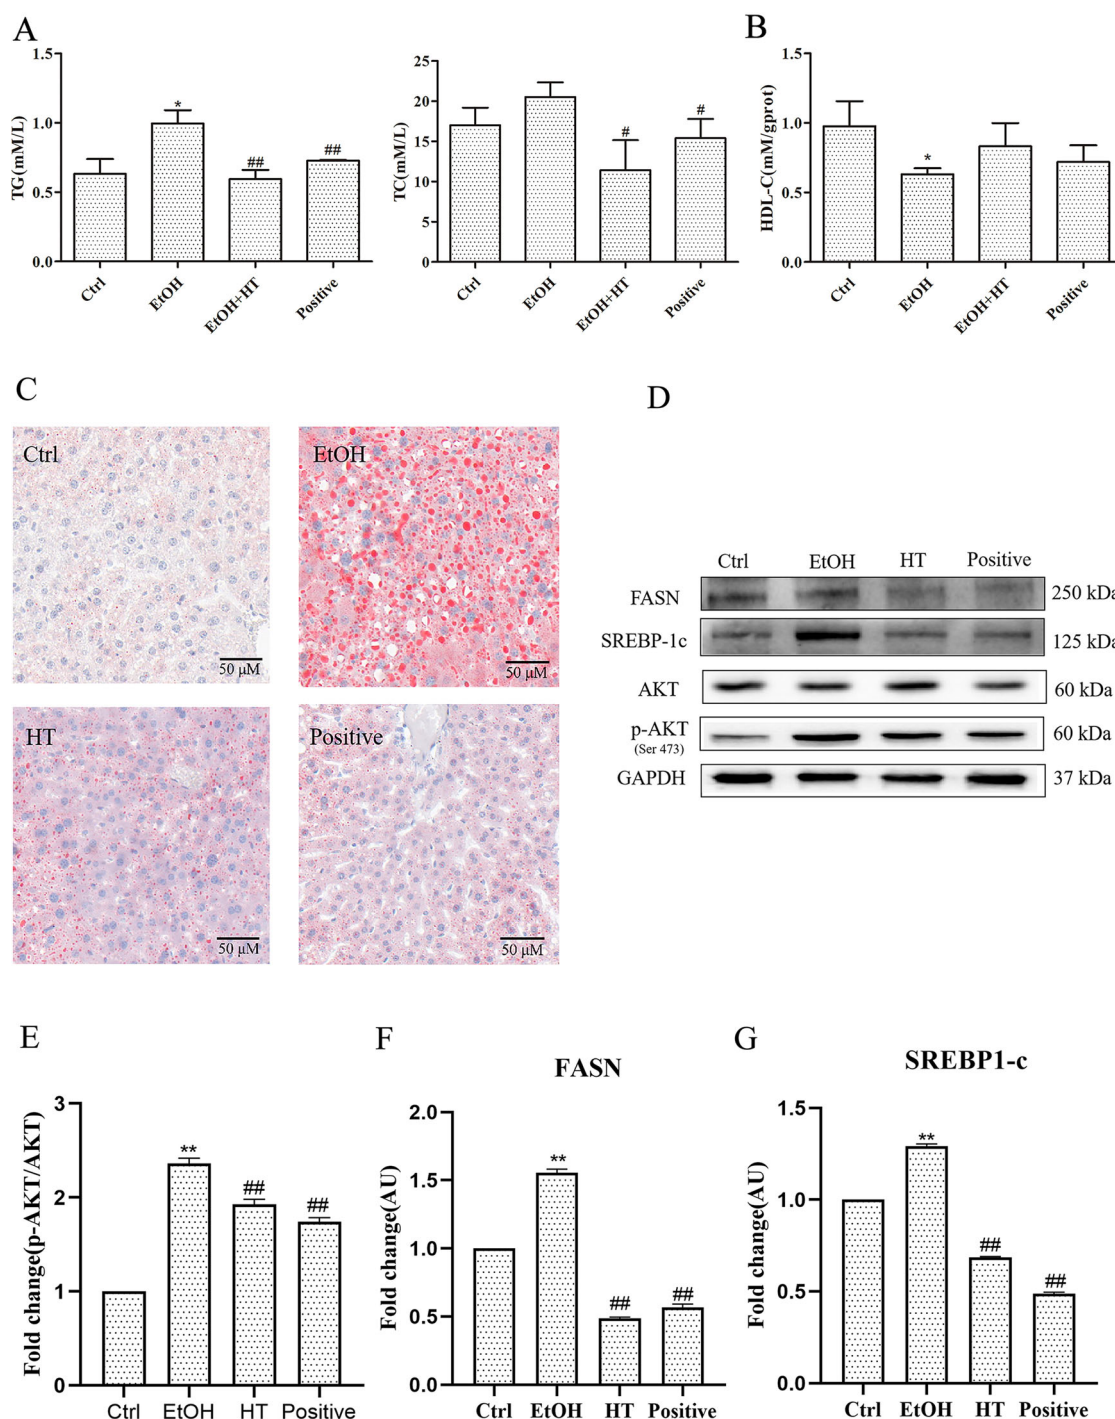 A
B
TG(mM/L)
1.5
1.0
0.5
0.0
*
##
##
Ctrl
EtOH
EtOH+HT
Positive
TC(mM/L)
25
20
15
10
5
0
#
#
Ctrl
EtOH
EtOH+HT
Positive
HDL-C(mM/gprot)
1.5
1.0
0.5
0.0
*
Ctrl
EtOH
EtOH+HT
Positive
C
Ctrl
50 μM
EtOH
50 μM
HT
50 μM
Positive
50 μM
D
Ctrl EtOH HT Positive
FASN 250 kDa
SREBP-1c 125 kDa
AKT 60 kDa
p-AKT 60 kDa
(Ser 473)
GAPDH 37 kDa
E
Fold change(p-AKT/AKT)
3
2
1
0
**
##
##
Ctrl EtOH HT Positive
F
FASN
Fold change(AU)
2.0
1.5
1.0
0.5
0.0
**
##
##
Ctrl EtOH HT Positive
G
SREBP1-c
Fold change(AU)
1.5
1.0
0.5
0.0
**
##
##
Ctrl EtOH HT Positive